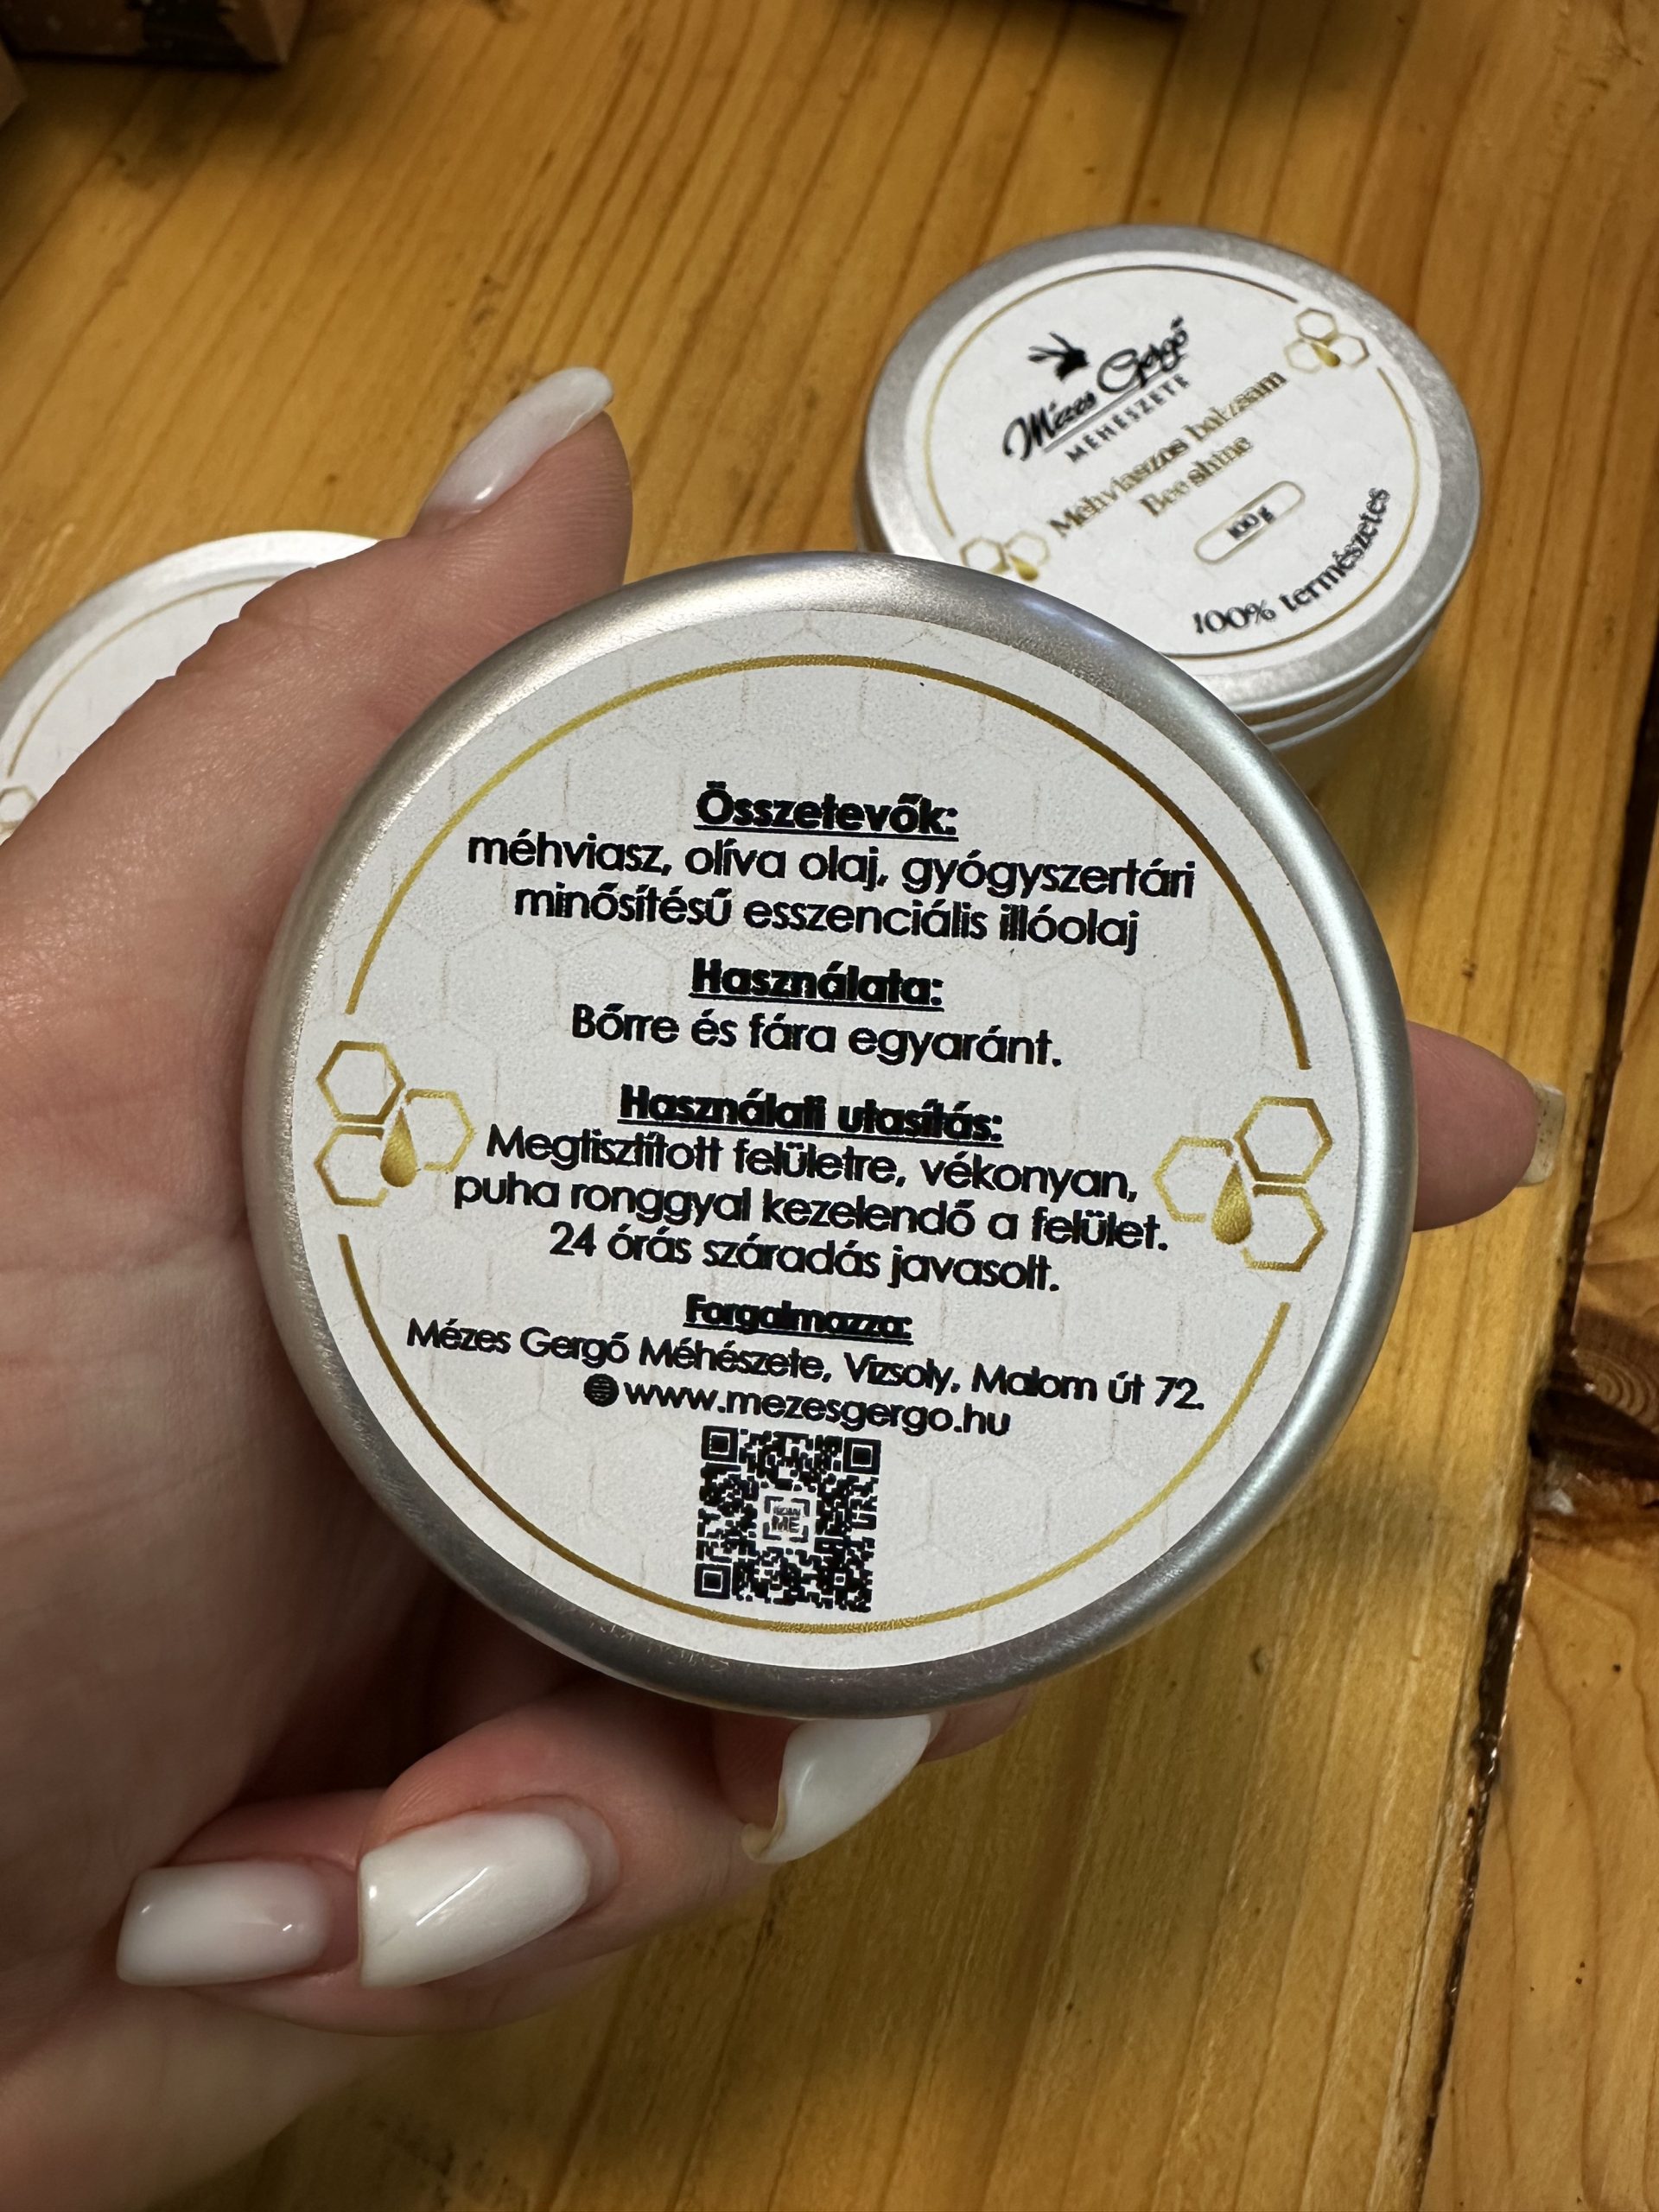 Mézes Gergő
MÉHÉSZETE
Méhviaszos balzsam
Bee shine
100 g
100% természetes
Összetevők:
méhviasz, olíva olaj, gyógyszertári
minősítésű esszenciális illóolaj
Használata:
Bőrre és fára egyaránt.
Használati utasítás:
Megtisztított felületre, vékonyan,
puha ronggyal kezelendő a felület.
24 órás száradás javasolt.
Forgalmazza:
Mézes Gergő Méhészete, Vizsoly, Malom út 72.
www.mezesgergo.hu
SCAN
ME